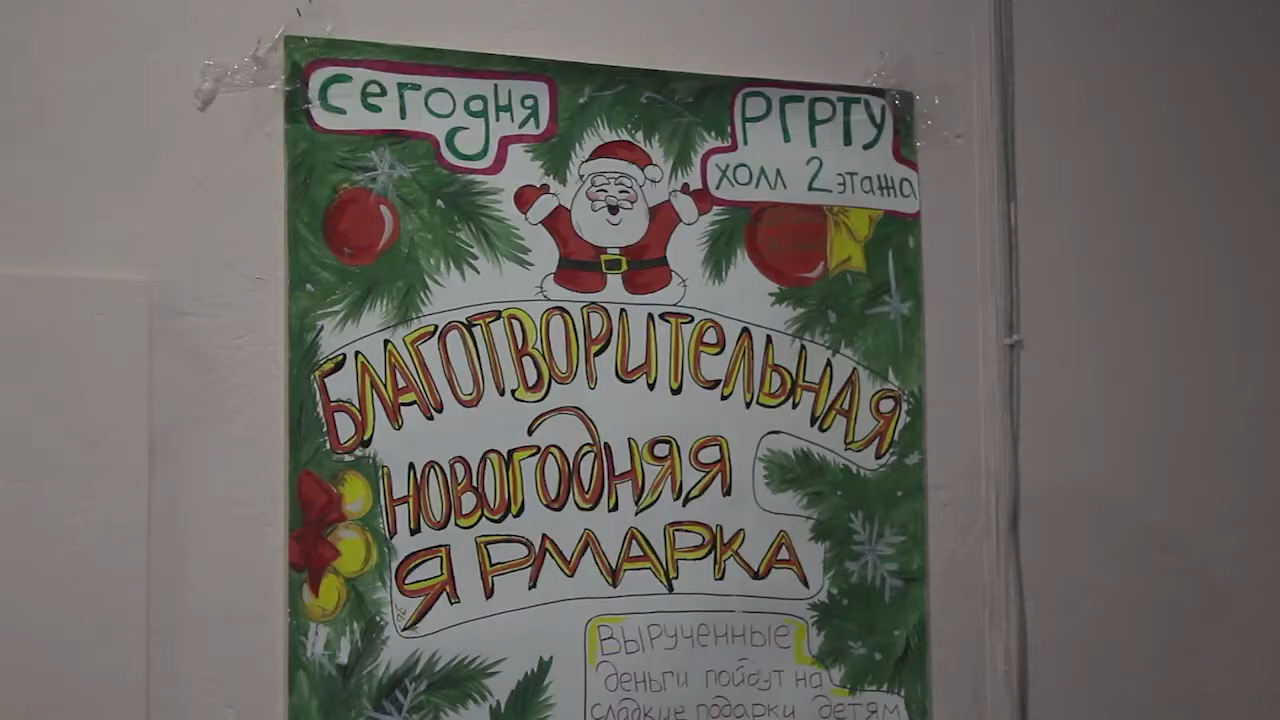 сегодня
РГРТУ
холл 2 этажа
БЛАГОТВОРИТЕЛЬНАЯ
НОВОГОДНЯЯ
ЯРМАРКА
Вырученные
деньги пойдут на
сладкие подарки детям